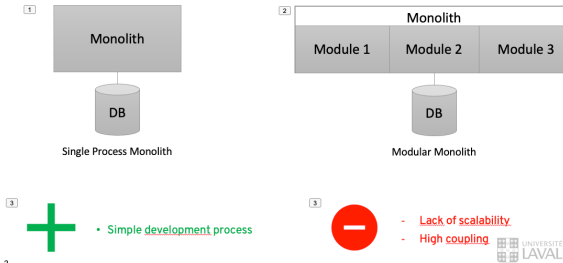 1
Monolith
DB
Single Process Monolith
2
Monolith
Module 1 Module 2 Module 3
DB
Modular Monolith
3
• Simple development process
3
- Lack of scalability
- High coupling
UNIVERSITÉ
LAVAL